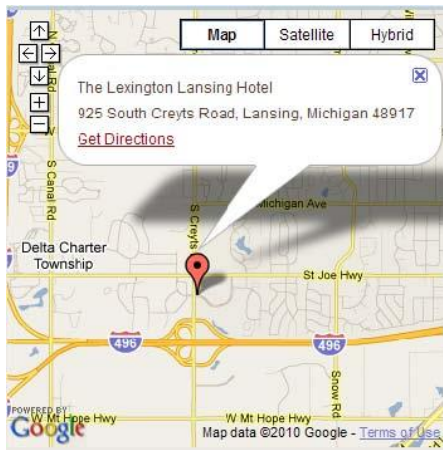 Map Satellite Hybrid
The Lexington Lansing Hotel
925 South Creyts Road, Lansing, Michigan 48917
Get Directions
S Canal Rd
S Creyts
Michigan Ave
Delta Charter
Township
St Joe Hwy
496
496
Snow Rd
W Mt Hope Hwy
W Mt Hope Hwy
POWERED BY
Google
Map data ©2010 Google - Terms of Use